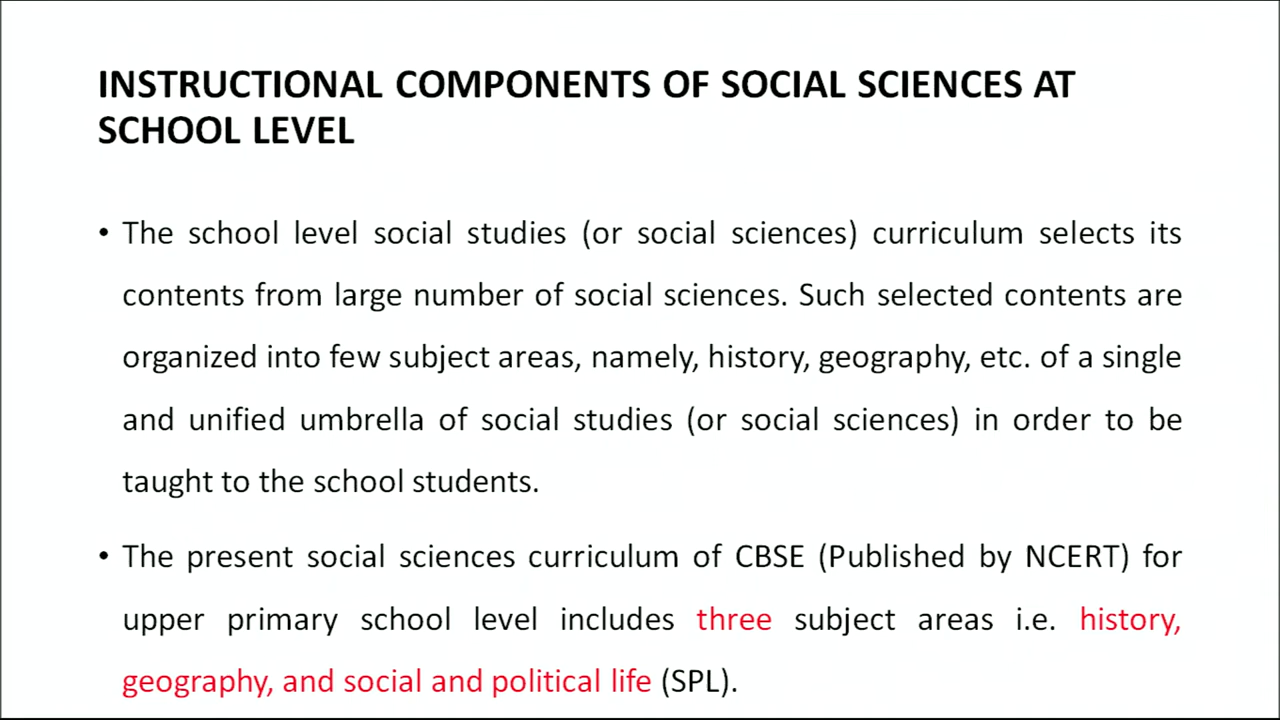 INSTRUCTIONAL COMPONENTS OF SOCIAL SCIENCES AT
SCHOOL LEVEL
• The school level social studies (or social sciences) curriculum selects its
contents from large number of social sciences. Such selected contents are
organized into few subject areas, namely, history, geography, etc. of a single
and unified umbrella of social studies (or social sciences) in order to be
taught to the school students.
• The present social sciences curriculum of CBSE (Published by NCERT) for
upper primary school level includes three subject areas i.e. history,
geography, and social and political life (SPL).